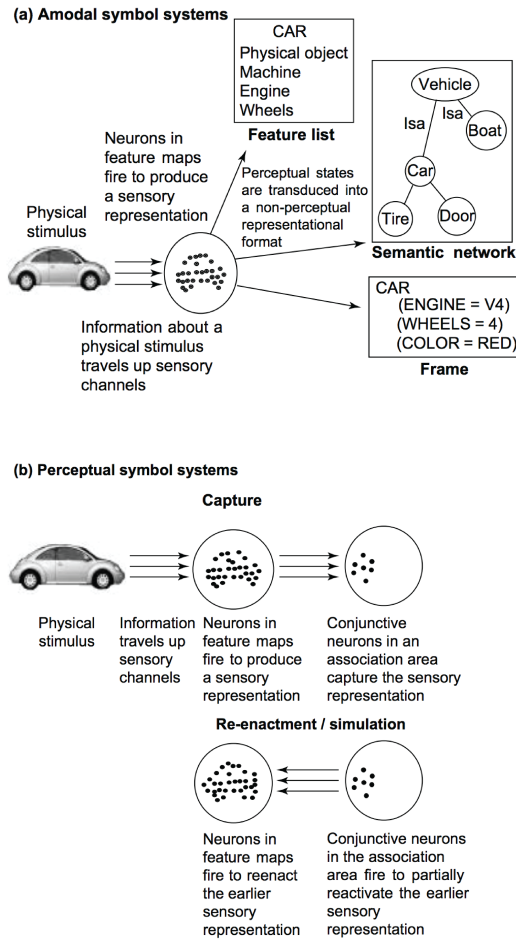 (a) Amodal symbol systems
CAR
Physical object
Machine
Engine
Wheels
Feature list
Vehicle
Isa
Isa
Boat
Car
Tire
Door
Semantic network
Neurons in
feature maps
fire to produce
a sensory
representation
Perceptual states
are transduced into
a non-perceptual
representational
format
Physical
stimulus
Information about a
physical stimulus
travels up sensory
channels
CAR
(ENGINE = V4)
(WHEELS = 4)
(COLOR = RED)
Frame
(b) Perceptual symbol systems
Capture
Physical
stimulus
Information
travels up
sensory
channels
Neurons in
feature maps
fire to produce
a sensory
representation
Conjunctive
neurons in an
association area
capture the sensory
representation
Re-enactment / simulation
Neurons in
feature maps
fire to reenact
the earlier
sensory
representation
Conjunctive neurons
in the association
area fire to partially
reactivate the earlier
sensory
representation